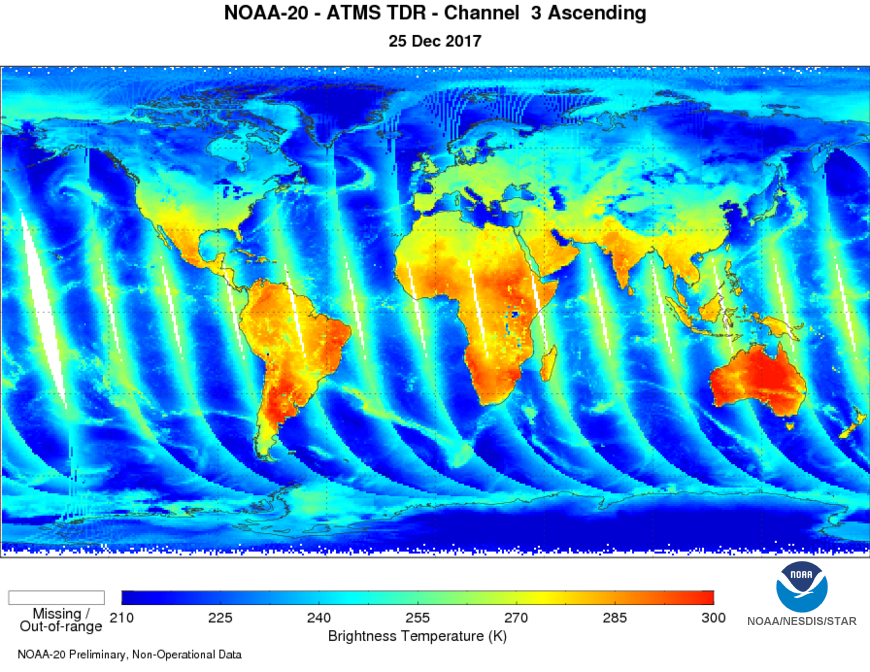 NOAA-20 - ATMS TDR - Channel 3 Ascending
25 Dec 2017
Missing /
Out-of-range
210 225 240 255 270 285 300
Brightness Temperature (K)
NOAA
NOAA/NESDIS/STAR
NOAA-20 Preliminary, Non-Operational Data